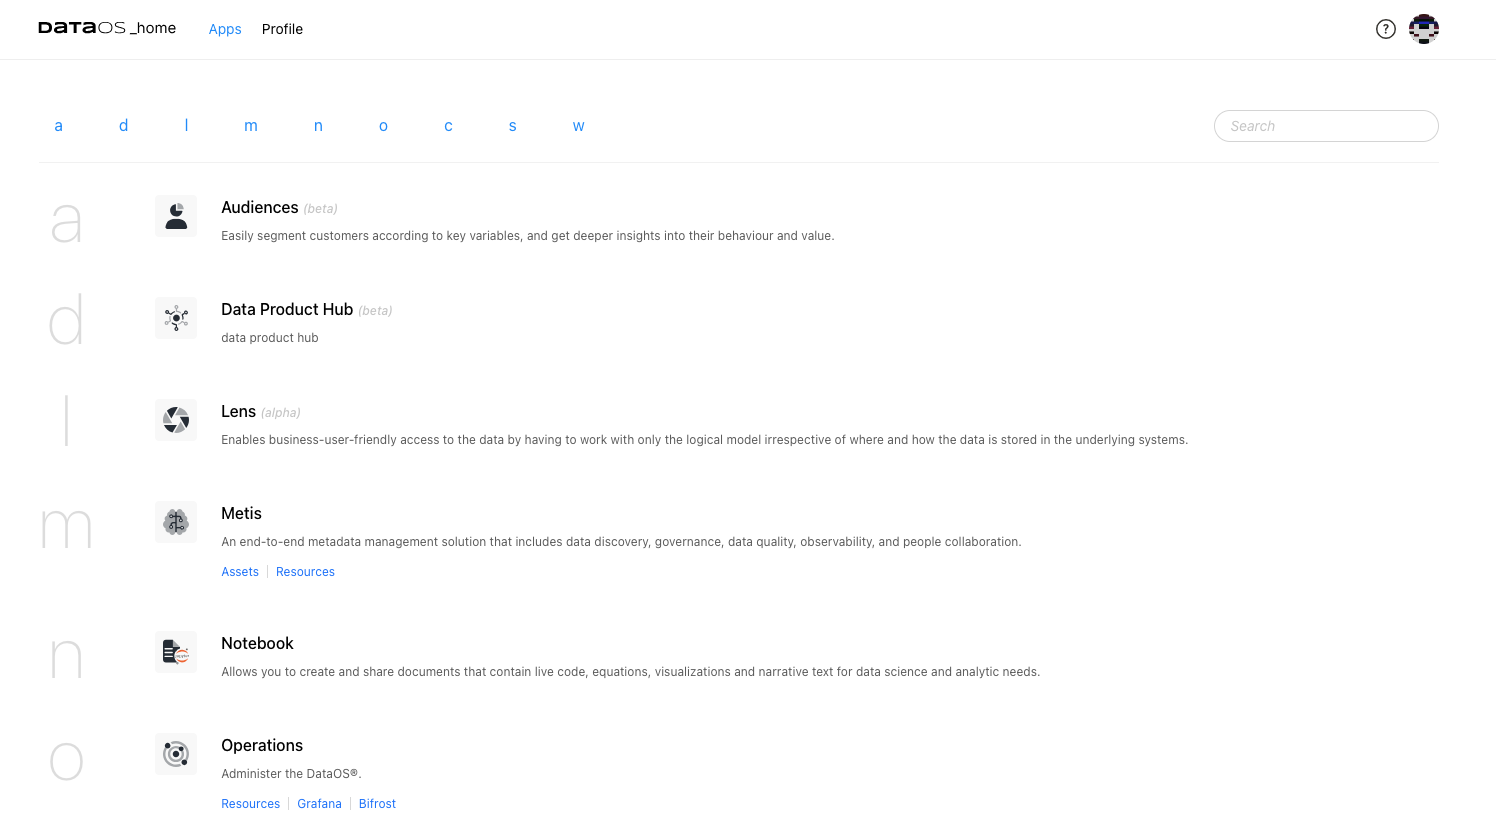 DATAOS _home Apps Profile ?
a d l m n o c s w Search
a
Audiences (beta)
Easily segment customers according to key variables, and get deeper insights into their behaviour and value.
d
Data Product Hub (beta)
data product hub
l
Lens (alpha)
Enables business-user-friendly access to the data by having to work with only the logical model irrespective of where and how the data is stored in the underlying systems.
m
Metis
An end-to-end metadata management solution that includes data discovery, governance, data quality, observability, and people collaboration.
Assets | Resources
n
Notebook
Allows you to create and share documents that contain live code, equations, visualizations and narrative text for data science and analytic needs.
o
Operations
Administer the DataOS®.
Resources | Grafana | Bifrost